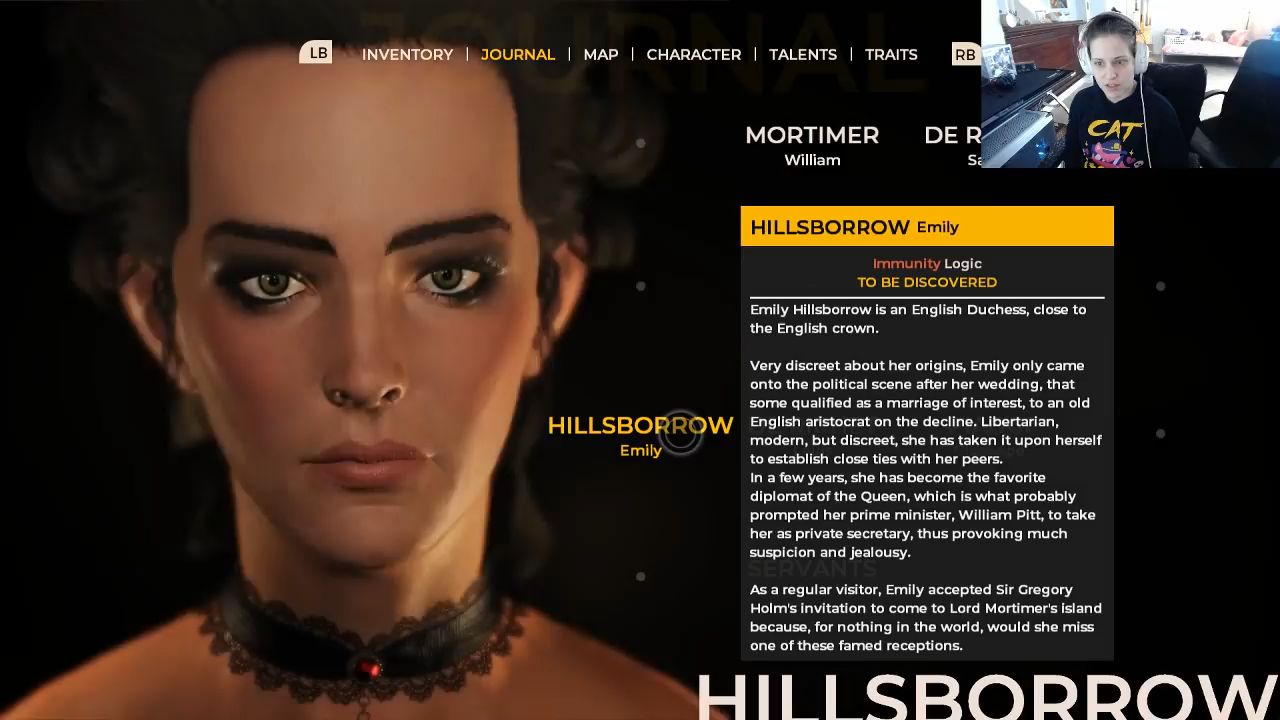 JOURNAL
LB
INVENTORY
JOURNAL
MAP
CHARACTER
TALENTS
TRAITS
RB
CAT
MORTIMER
William
DE R
Sa
HILLSBORROW Emily
Immunity Logic
TO BE DISCOVERED
Emily Hillsborrow is an English Duchess, close to
the English crown.
Very discreet about her origins, Emily only came
onto the political scene after her wedding, that
some qualified as a marriage of interest, to an old
English aristocrat on the decline. Libertarian,
modern, but discreet, she has taken it upon herself
to establish close ties with her peers.
In a few years, she has become the favorite
diplomat of the Queen, which is what probably
prompted her prime minister, William Pitt, to take
her as private secretary, thus provoking much
suspicion and jealousy.
As a regular visitor, Emily accepted Sir Gregory
Holm's invitation to come to Lord Mortimer's island
because, for nothing in the world, would she miss
one of these famed receptions.
HILLSBORROW
Emily
SERVANTS
HILLSBORROW